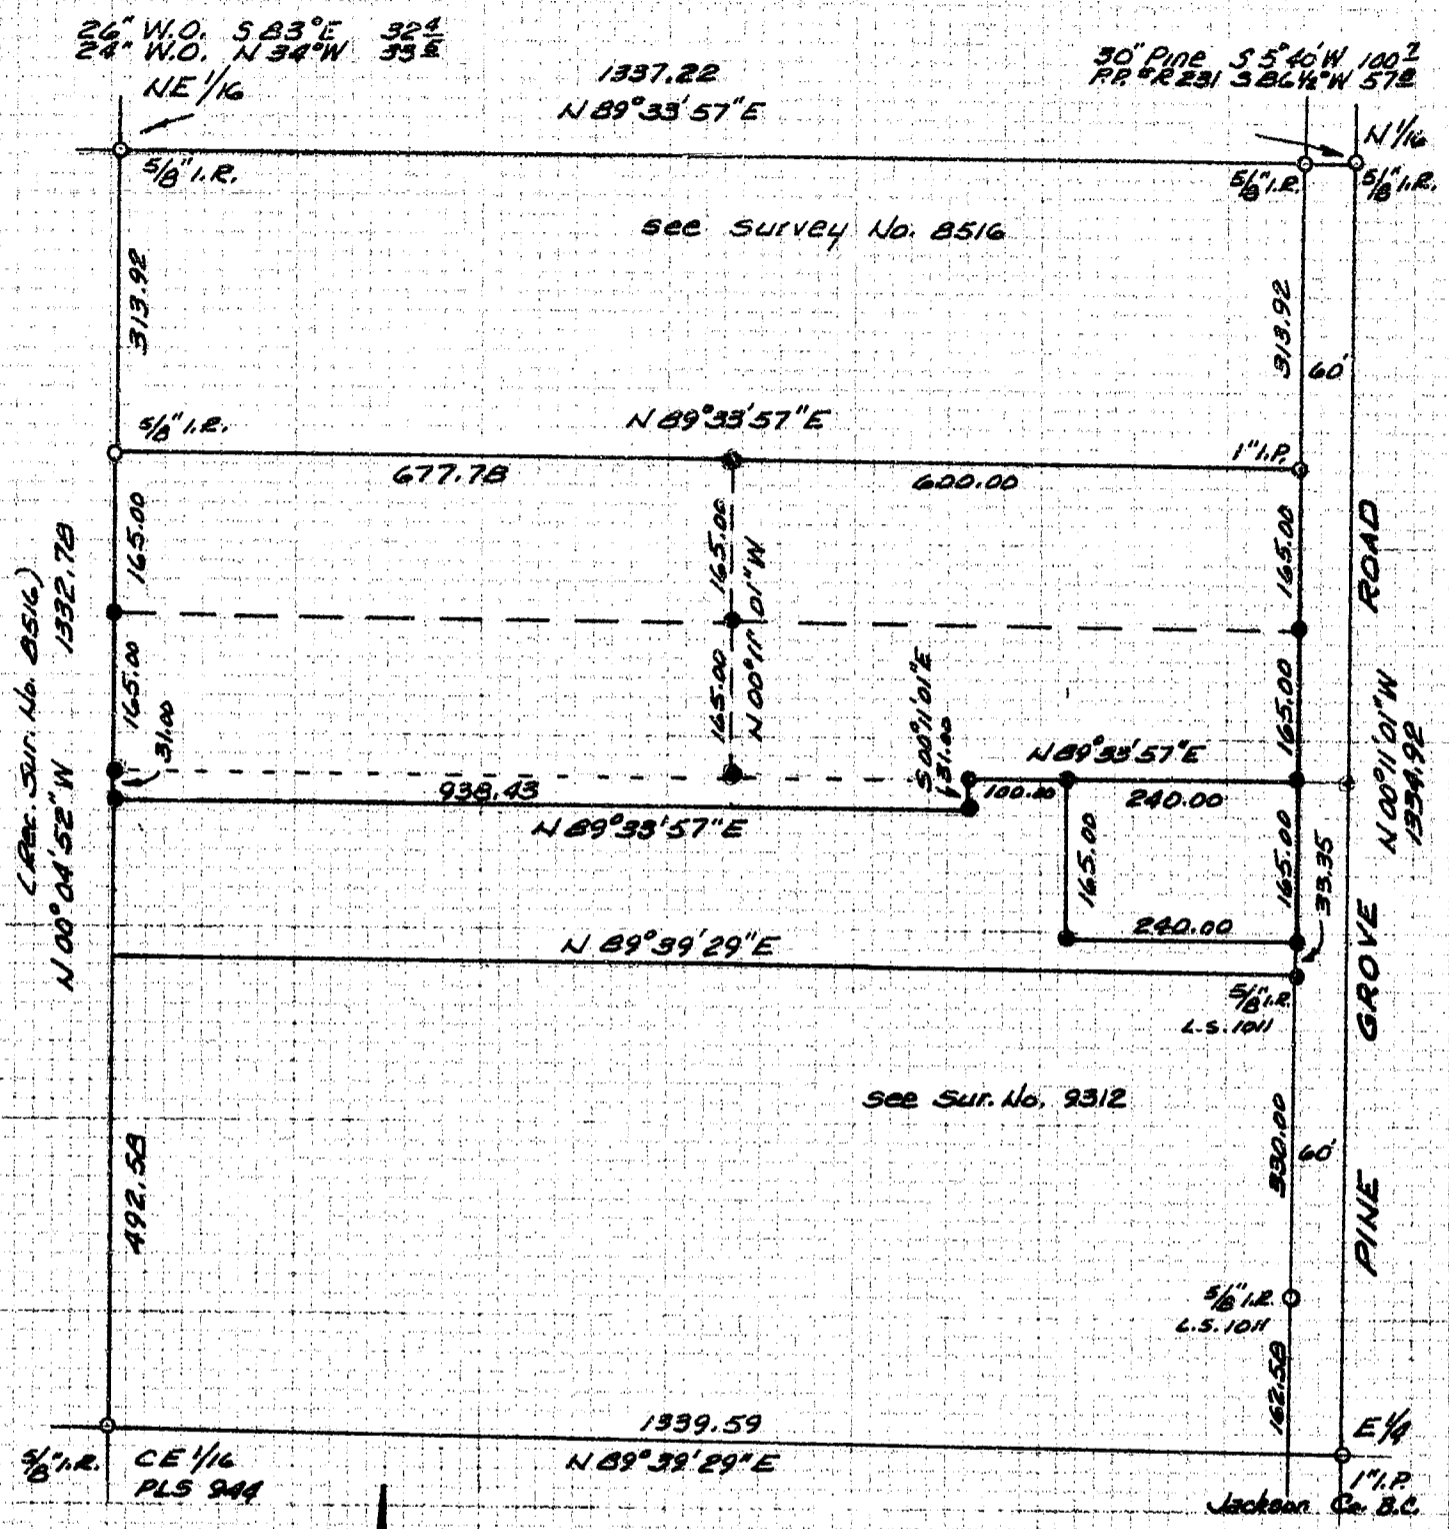 26" W.O. S 83°E 32⁴
24" W.O. N 34°W
NE 1/16
1337.22
N 89°33'57"E
30" Pine S 5°40'W 100⁷
P.P. #R 231 S 86½°W
N 1/16
5/8" I.R.
5/8" I.R.
5/8" I.R.
see survey No. 8516
313.92
313.92
60'
5/8" I.R.
N 89°33'57"E
1" I.P.
677.78
600.00
165.00
165.00
165.00
N 00°11'01"W
165.00
165.00
165.00
31.00
S 00°11'01"E
31.00
N 89°33'57"E
100.00
240.00
938.43
N 89°33'57"E
165.00
165.00
33.35
240.00
(Rec. Sur. No. 8516)
N 00°04'52"W 1332.78
N 00°11'01"W
1334.92
PINE GROVE ROAD
N 89°39'29"E
5/8" I.R.
L.S. 1011
see Sur. No. 9312
492.58
330.00
60'
5/8" I.R.
L.S. 1011
162.58
1339.59
N 89°39'29"E
5/8" I.R.
CE 1/16
PLS 944
E 1/4
1" I.P.
Jackson Co. B.C.